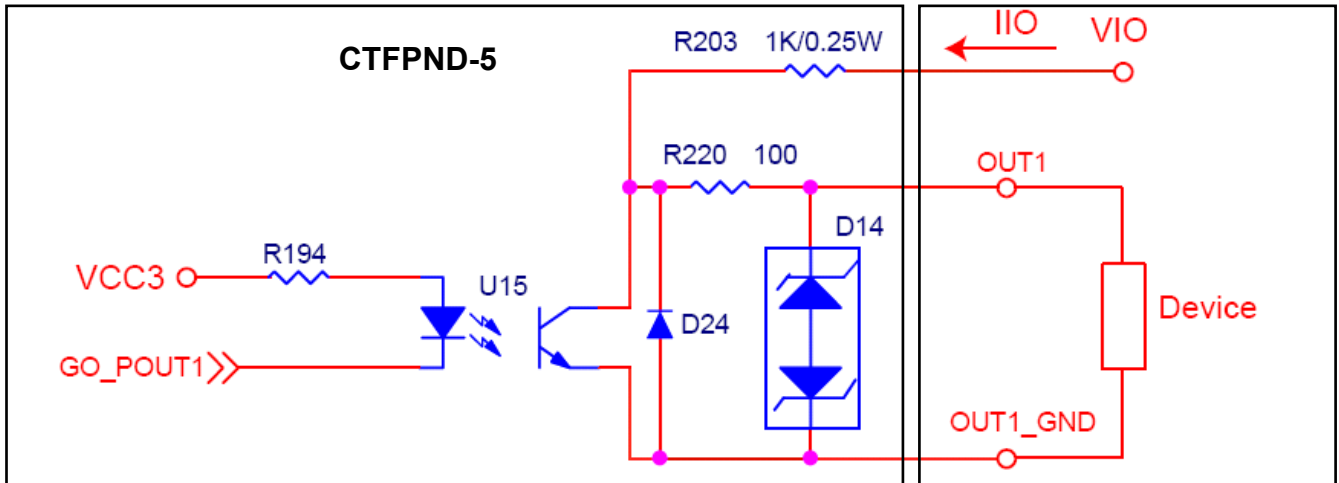 IIO
VIO
CTFPND-5
R203 1K/0.25W
R220 100
OUT1
D14
R194
VCC3
U15
D24
Device
GO_POUT1
OUT1_GND